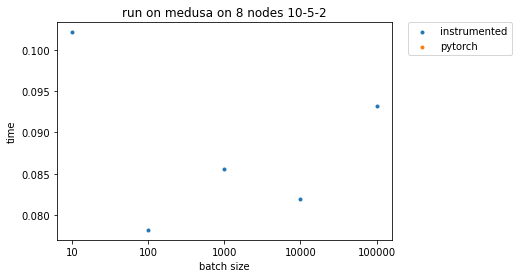 run on medusa on 8 nodes 10-5-2
instrumented
pytorch
0.100
0.095
0.090
0.085
0.080
time
10 100 1000 10000 100000
batch size